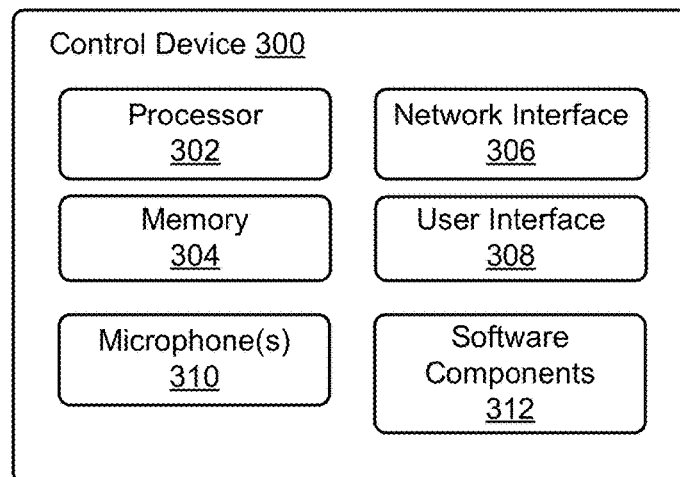 Control Device 300
Processor
302
Network Interface
306
Memory
304
User Interface
308
Microphone(s)
310
Software
Components
312